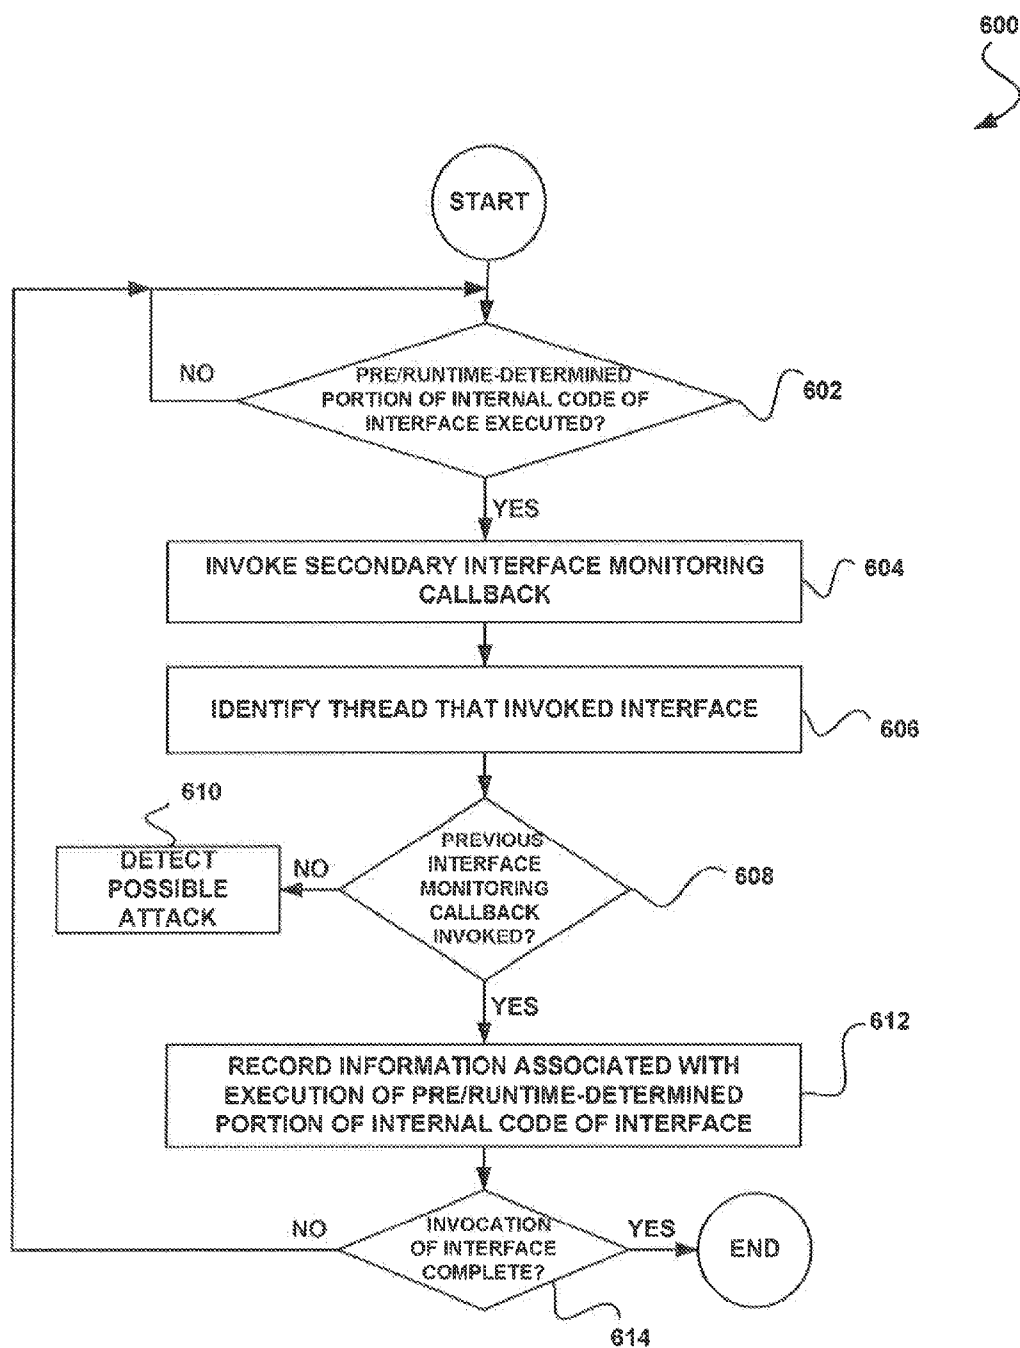 600
START
NO
PRE/RUNTIME-DETERMINED
PORTION OF INTERNAL CODE OF
INTERFACE EXECUTED?
602
YES
INVOKE SECONDARY INTERFACE MONITORING
CALLBACK
604
IDENTIFY THREAD THAT INVOKED INTERFACE
606
610
DETECT
POSSIBLE
ATTACK
NO
PREVIOUS
INTERFACE
MONITORING
CALLBACK
INVOKED?
608
YES
612
RECORD INFORMATION ASSOCIATED WITH
EXECUTION OF PRE/RUNTIME-DETERMINED
PORTION OF INTERNAL CODE OF INTERFACE
NO
INVOCATION
OF INTERFACE
COMPLETE?
YES
END
614